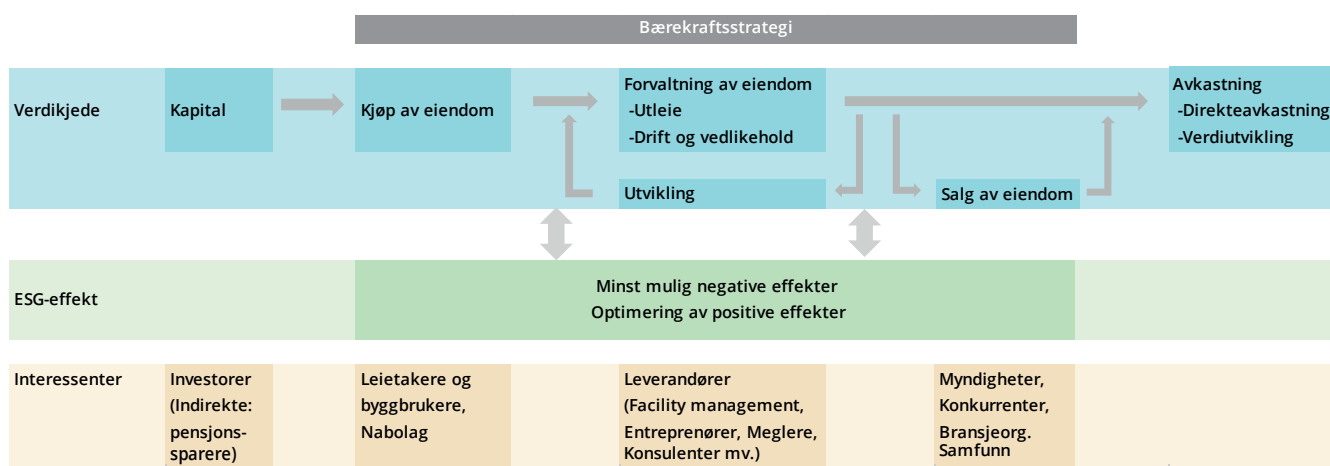 Bærekraftsstrategi
Verdikjede
Kapital
Kjøp av eiendom
Forvaltning av eiendom
-Utleie
-Drift og vedlikehold
Avkastning
-Direkteavkastning
-Verdiutvikling
Utvikling
Salg av eiendom
ESG-effekt
Minst mulig negative effekter
Optimering av positive effekter
Interessenter
Investorer
(Indirekte:
pensjons-
sparere)
Leietakere og
byggbrukere,
Nabolag
Leverandører
(Facility management,
Entreprenører, Meglere,
Konsulenter mv.)
Myndigheter,
Konkurrenter,
Bransjeorg.
Samfunn